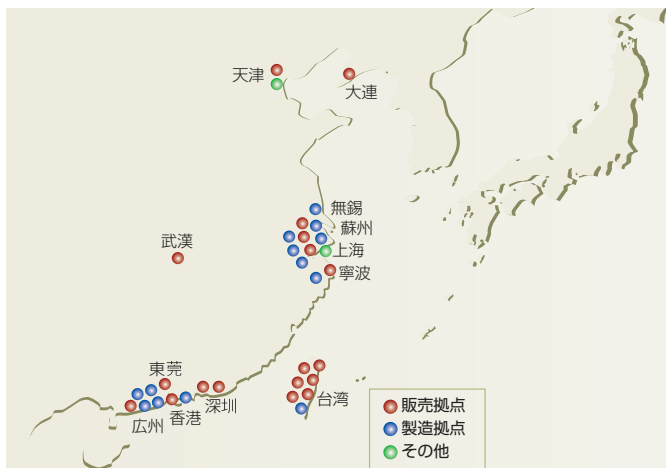 天津
大連
無錫
蘇州
上海
武漢
寧波
東莞
深圳
香港
広州
台湾
販売拠点
製造拠点
その他